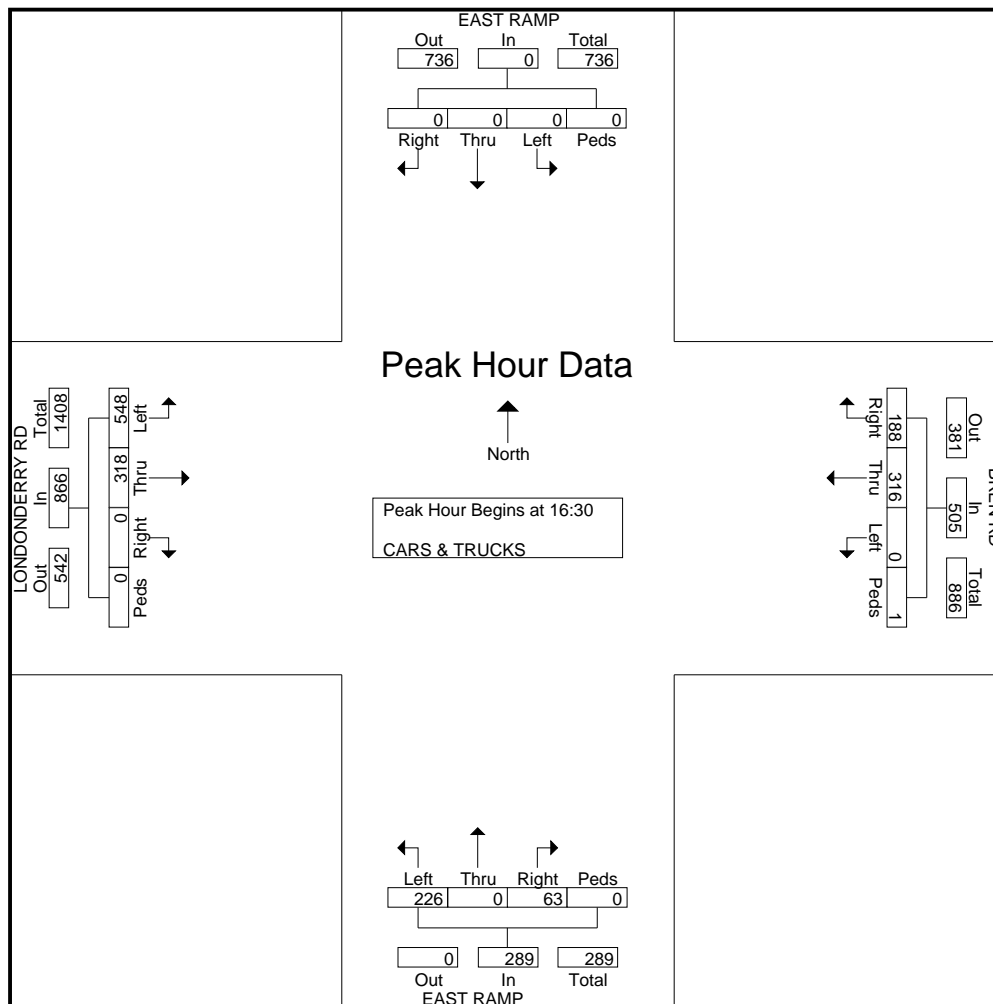 EAST RAMP
Out In Total
736 0 736
0 0 0 0
Right Thru Left Peds
Peak Hour Data
North
Peak Hour Begins at 16:30
CARS & TRUCKS
LONDONDERRY RD
Total In Out
1408 866 542
548 318 0 0
Left Thru Right Peds
Right Thru Left Peds
188 316 0 1
381 505 886
Out In Total
Left Thru Right Peds
226 0 63 0
0 289 289
Out In Total
EAST RAMP